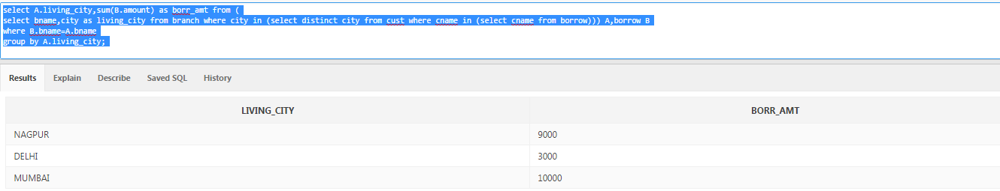 select A.living_city,sum(B.amount) as borr_amt from (
select bname,city as living_city from branch where city in (select distinct city from cust where cname in (select cname from borrow))) A,borrow B
where B.bname=A.bname
group by A.living_city;
Results Explain Describe Saved SQL History
LIVING_CITY BORR_AMT
NAGPUR 9000
DELHI 3000
MUMBAI 10000